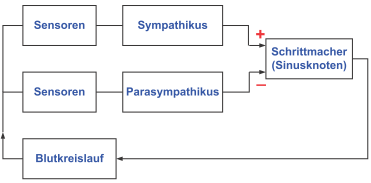 Sensoren
Sympathikus
+
Schrittmacher
(Sinusknoten)
Sensoren
Parasympathikus
–
Blutkreislauf